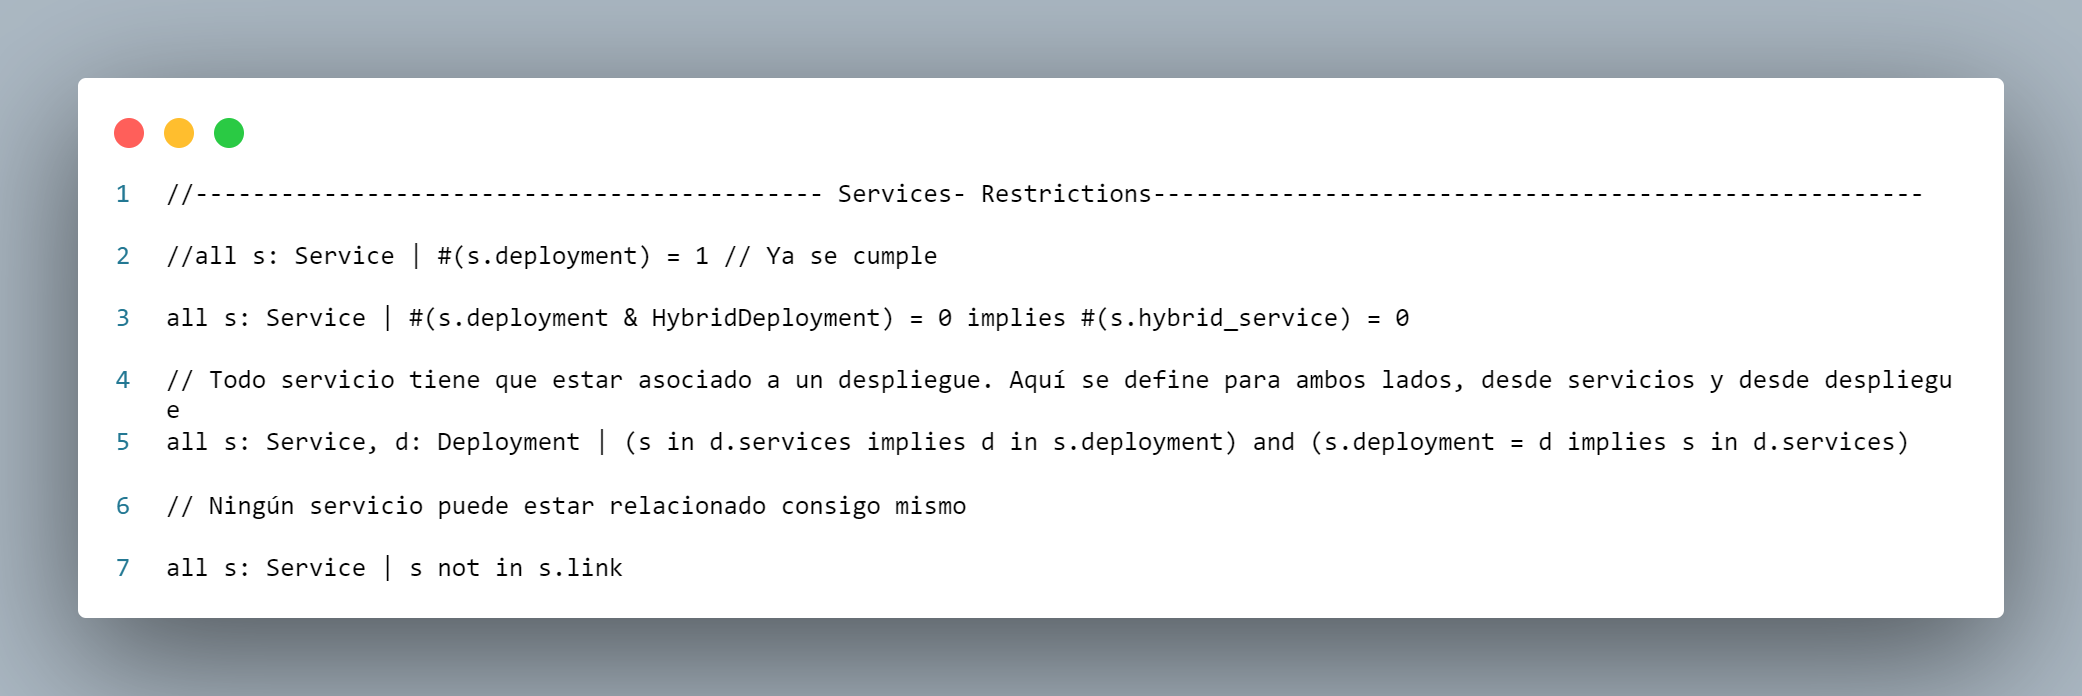 1 //-------------------------------------------- Services- Restrictions------------------------------------------------------
2 //all s: Service | #(s.deployment) = 1 // Ya se cumple
3 all s: Service | #(s.deployment & HybridDeployment) = 0 implies #(s.hybrid_service) = 0
4 // Todo servicio tiene que estar asociado a un despliegue. Aquí se define para ambos lados, desde servicios y desde despliegu
e
5 all s: Service, d: Deployment | (s in d.services implies d in s.deployment) and (s.deployment = d implies s in d.services)
6 // Ningún servicio puede estar relacionado consigo mismo
7 all s: Service | s not in s.link